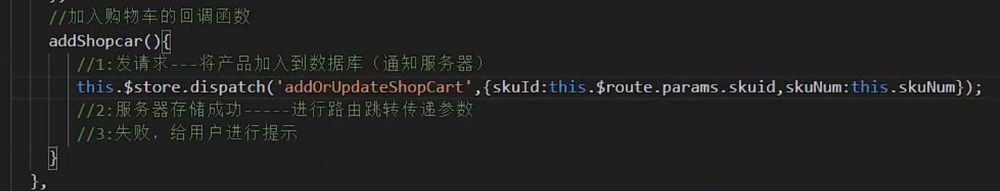 //加入购物车的回调函数
addShopcar(){
//1:发请求---将产品加入到数据库（通知服务器）
this.$store.dispatch('addOrUpdateShopCart',{skuId:this.$route.params.skuid,skuNum:this.skuNum});
//2:服务器存储成功-----进行路由跳转传递参数
//3:失败，给用户进行提示
}
},